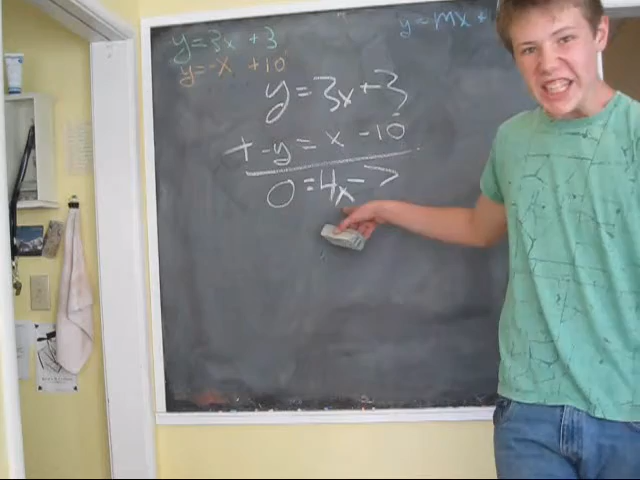 y=3x+3
y=-x+10
y=mx+
y=3x+3
+-y=x-10
0=4x-7